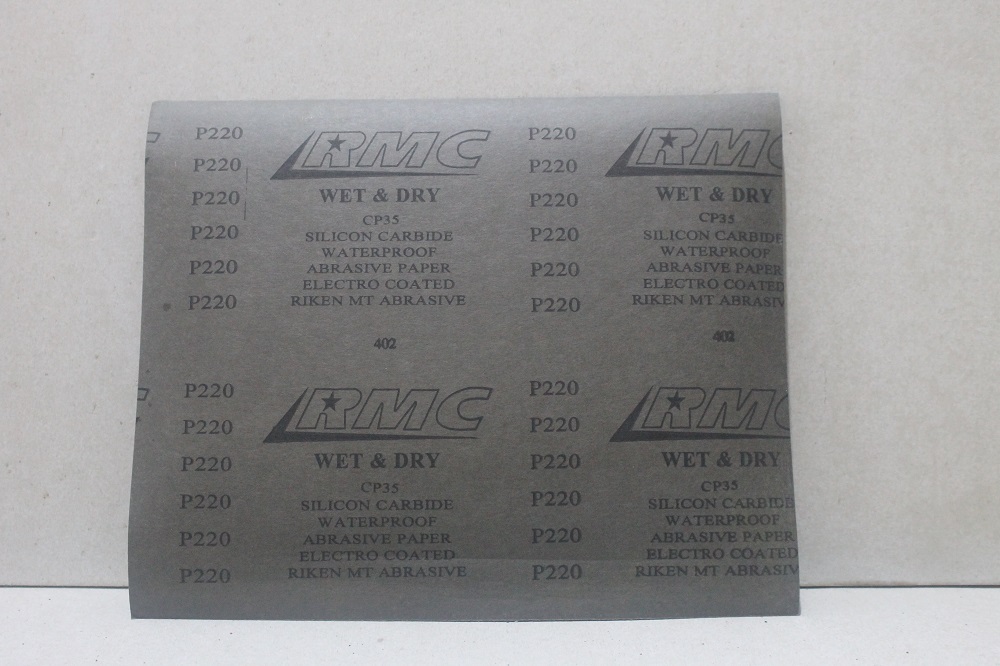 P220 RMC P220 RMC
P220 P220
P220 WET & DRY P220 WET & DRY
P220 CP35 P220 CP35
SILICON CARBIDE SILICON CARBIDE
WATERPROOF WATERPROOF
P220 ABRASIVE PAPER P220 ABRASIVE PAPER
ELECTRO COATED ELECTRO COATED
P220 RIKEN MT ABRASIVE P220 RIKEN MT ABRASIV
402 402
P220 RMC P220 RMC
P220 P220
P220 WET & DRY P220 WET & DRY
CP35 CP35
P220 SILICON CARBIDE P220 SILICON CARBIDE
WATERPROOF WATERPROOF
P220 ABRASIVE PAPER P220 ABRASIVE PAPER
ELECTRO COATED ELECTRO COATED
P220 RIKEN MT ABRASIVE P220 RIKEN MT ABRASIV